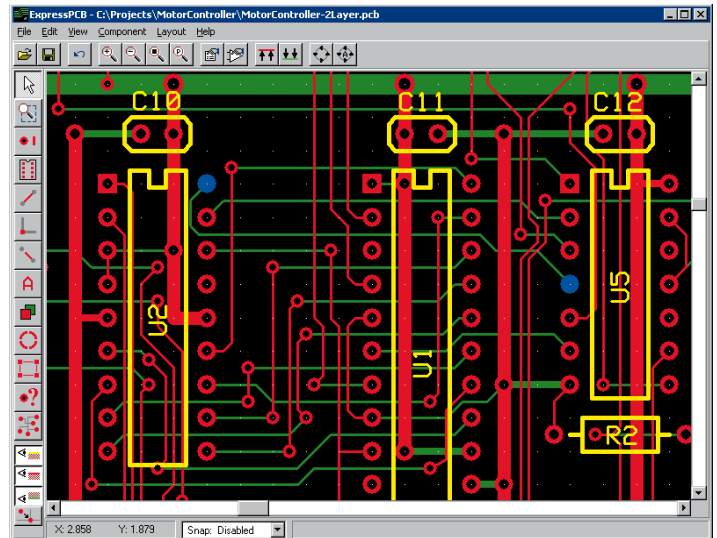 ExpressPCB - C:\Projects\MotorController\MotorController-2Layer.pcb
File Edit View Component Layout Help
C10 C11 C12
U2 U1 U5
R2
X: 2.858 Y: 1.879 Snap: Disabled